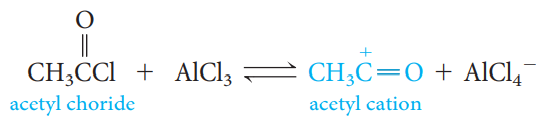 O
‖
CH₃CCl + AlCl₃ ⇌ CH₃C⁺=O + AlCl₄⁻
acetyl choride acetyl cation